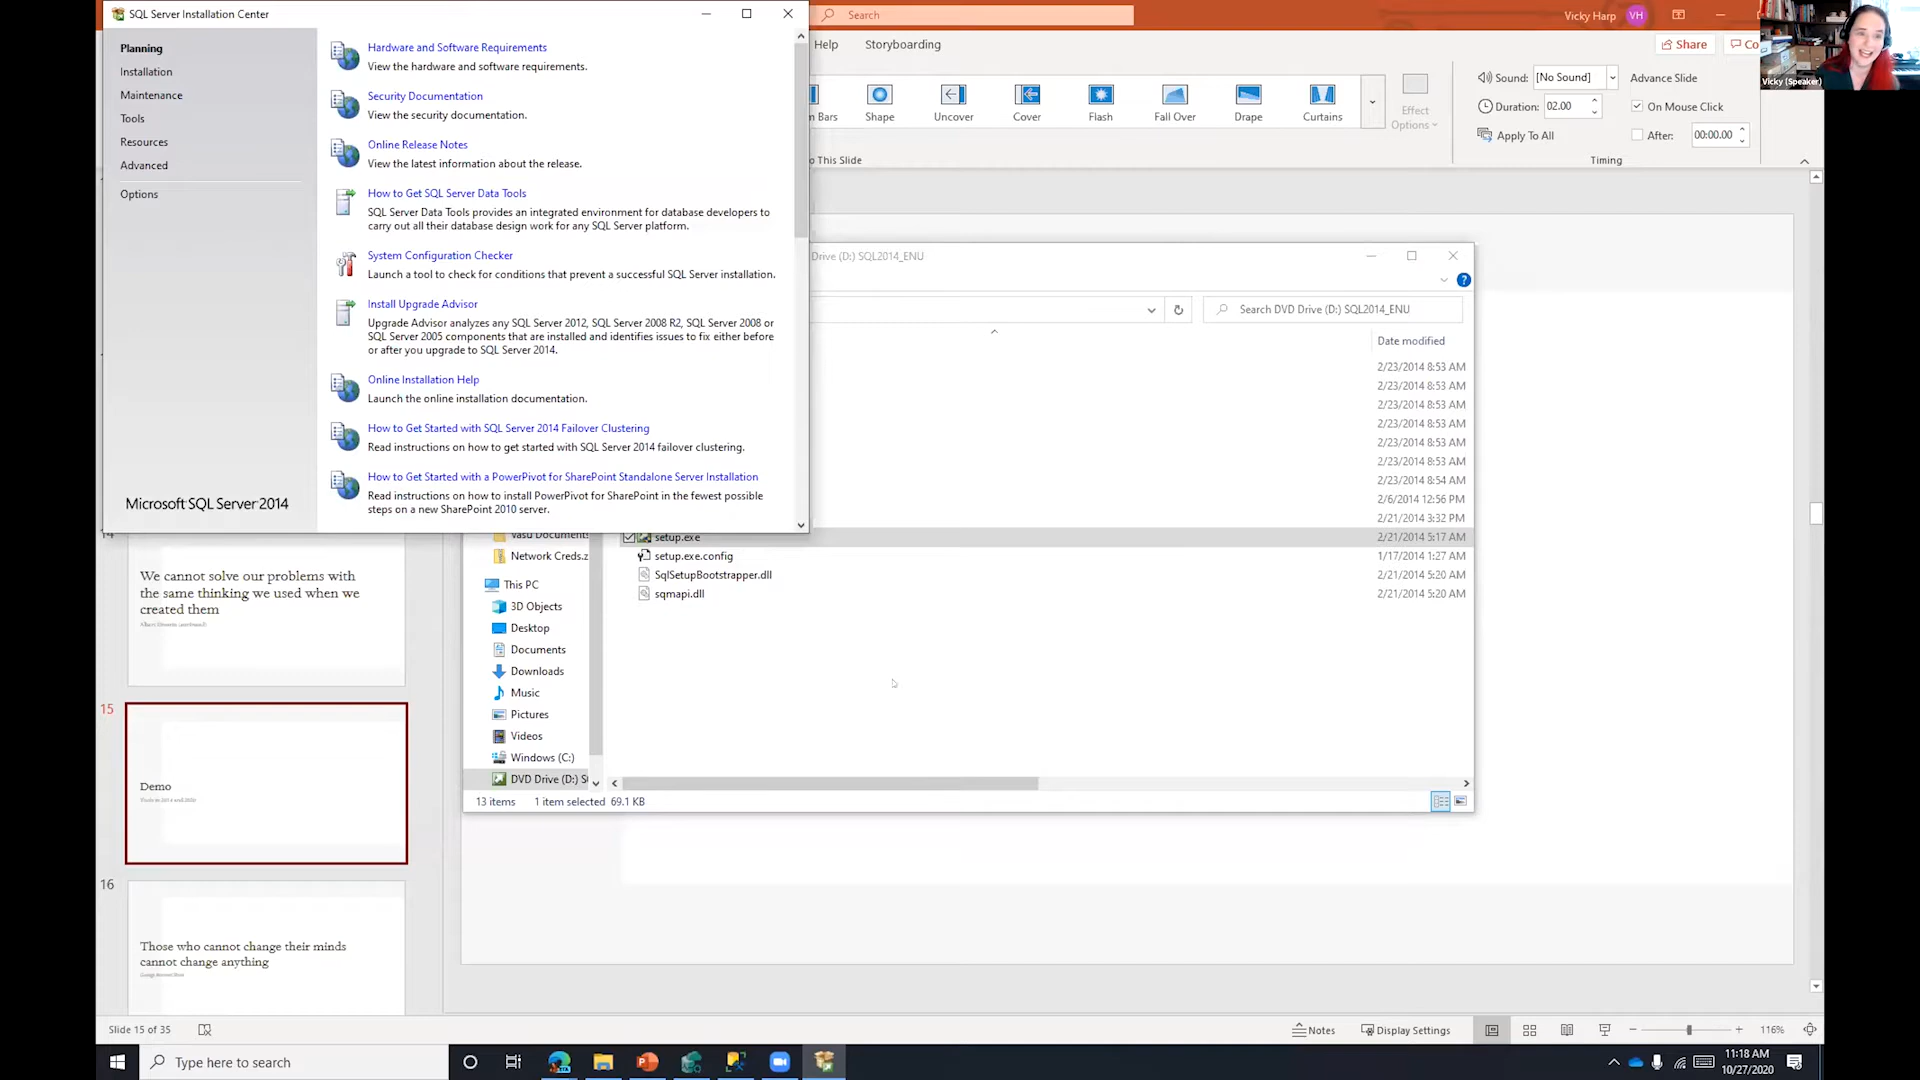 SQL Server Installation Center
Planning
Installation
Maintenance
Tools
Resources
Advanced
Options
Microsoft SQL Server 2014
Hardware and Software Requirements
View the hardware and software requirements.
Security Documentation
View the security documentation.
Online Release Notes
View the latest information about the release.
How to Get SQL Server Data Tools
SQL Server Data Tools provides an integrated environment for database developers to
carry out all their database design work for any SQL Server platform.
System Configuration Checker
Launch a tool to check for conditions that prevent a successful SQL Server installation.
Install Upgrade Advisor
Upgrade Advisor analyzes any SQL Server 2012, SQL Server 2008 R2, SQL Server 2008 or
SQL Server 2005 components that are installed and identifies issues to fix either before
or after you upgrade to SQL Server 2014.
Online Installation Help
Launch the online installation documentation.
How to Get Started with SQL Server 2014 Failover Clustering
Read instructions on how to get started with SQL Server 2014 failover clustering.
How to Get Started with a PowerPivot for SharePoint Standalone Server Installation
Read instructions on how to install PowerPivot for SharePoint in the fewest possible
steps on a new SharePoint 2010 server.
Search
Vicky Harp VH
Help Storyboarding
Share Co
Vicky (Speaker)
m Bars Shape Uncover Cover Flash Fall Over Drape Curtains
Effect
Options
Sound: [No Sound]
Duration: 02.00
Apply To All
Advance Slide
On Mouse Click
After: 00:00.00
o This Slide
Timing
Drive (D:) SQL2014_ENU
Search DVD Drive (D:) SQL2014_ENU
Date modified
2/23/2014 8:53 AM
2/23/2014 8:53 AM
2/23/2014 8:53 AM
2/23/2014 8:53 AM
2/23/2014 8:53 AM
2/23/2014 8:53 AM
2/23/2014 8:54 AM
2/6/2014 12:56 PM
2/21/2014 3:32 PM
setup.exe 2/21/2014 5:17 AM
setup.exe.config 1/17/2014 1:27 AM
SqlSetupBootstrapper.dll 2/21/2014 5:20 AM
sqmapi.dll 2/21/2014 5:20 AM
Vasu Document
Network Creds.z
This PC
3D Objects
Desktop
Documents
Downloads
Music
Pictures
Videos
Windows (C:)
DVD Drive (D:) S
13 items 1 item selected 69.1 KB
14
We cannot solve our problems with
the same thinking we used when we
created them
15
Demo
16
Those who cannot change their minds
cannot change anything
Slide 15 of 35
Notes Display Settings 116%
Type here to search
11:18 AM
10/27/2020